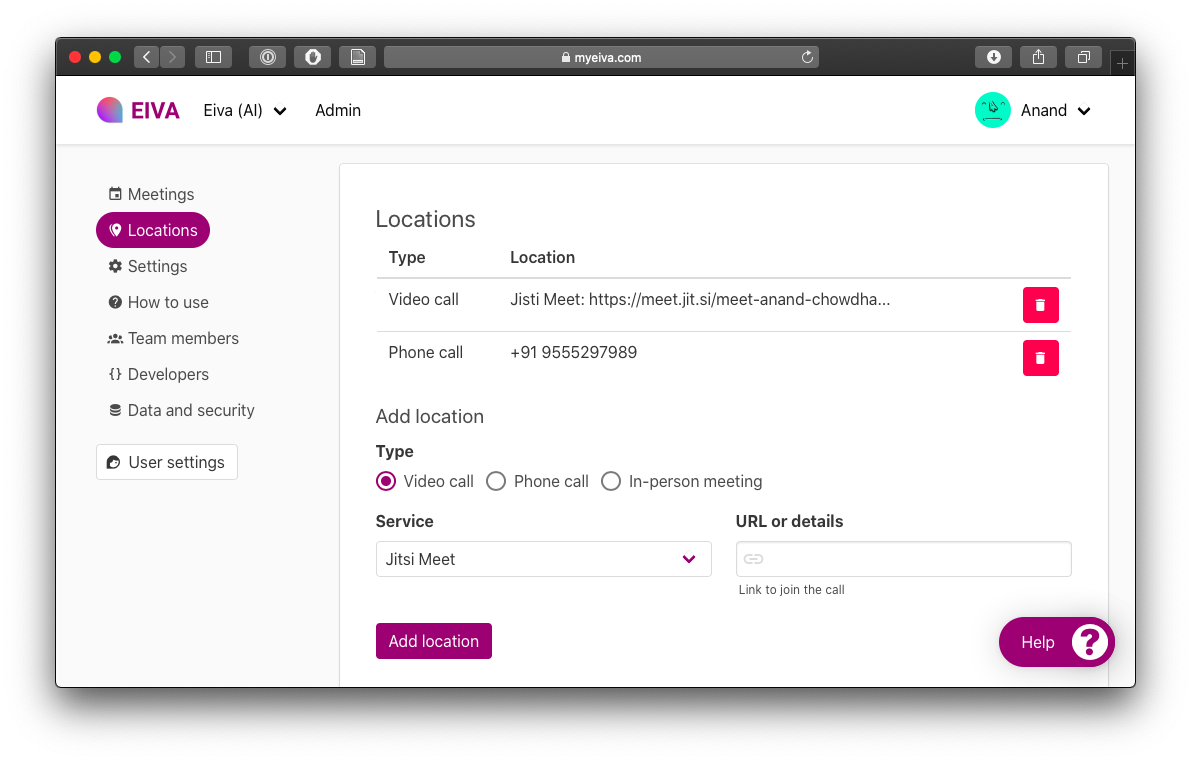 myeiva.com
EIVA Eiva (AI) Admin Anand
Meetings
Locations
Settings
How to use
Team members
Developers
Data and security
User settings
Locations
Type Location
Video call Jisti Meet: https://meet.jit.si/meet-anand-chowdha...
Phone call +91 9555297989
Add location
Type
Video call Phone call In-person meeting
Service URL or details
Jitsi Meet
Link to join the call
Add location
Help ?